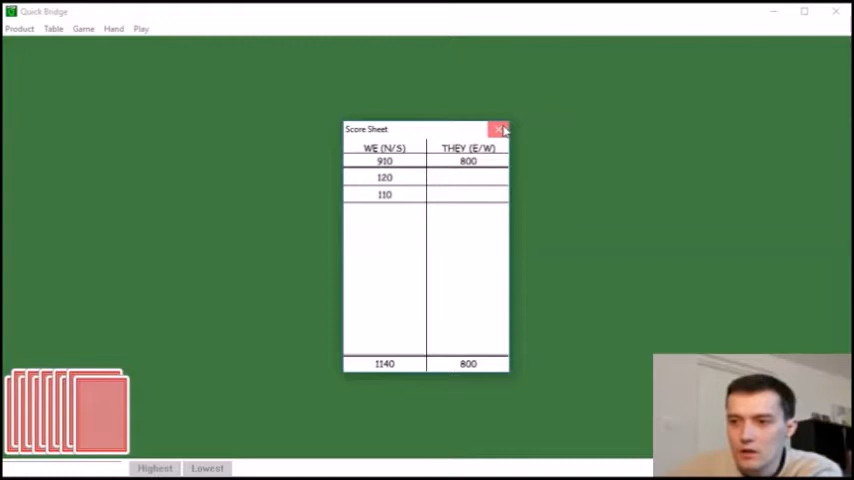 Quick Bridge
Product Table Game Hand Play
Score Sheet
WE (N/S) THEY (E/W)
910 800
120
110
1140 800
Highest Lowest